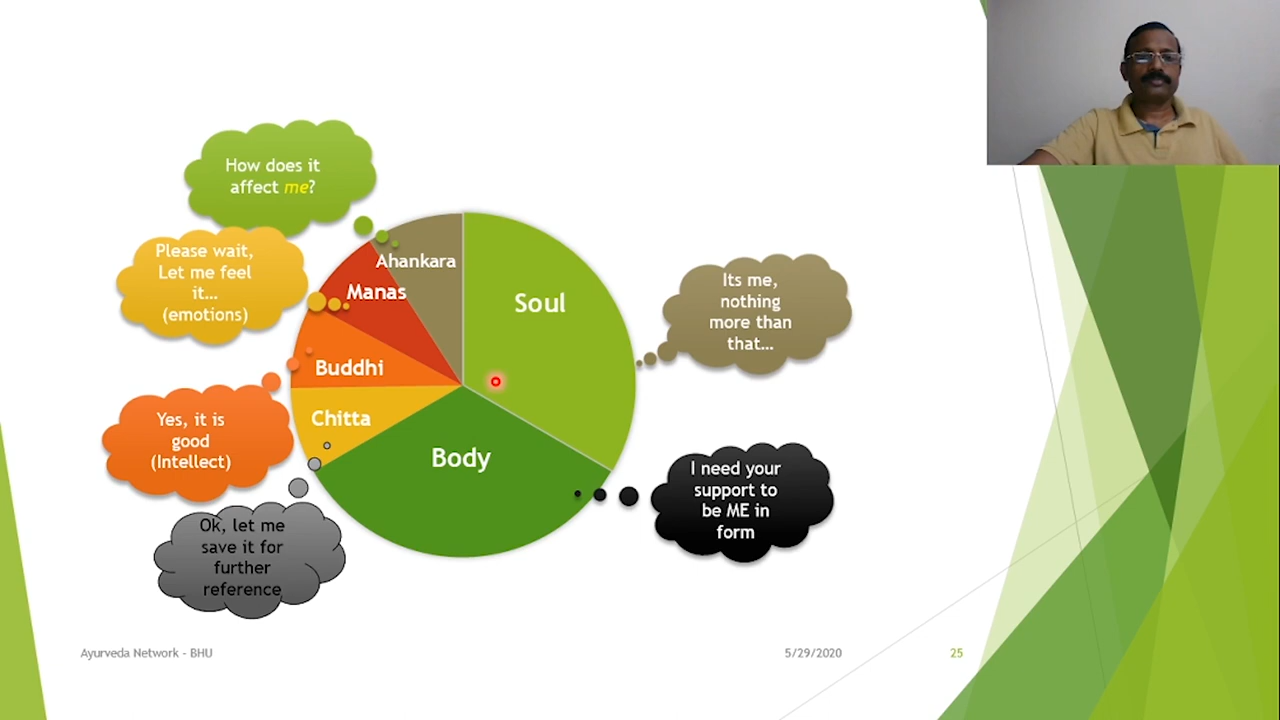 How does it
affect me?
Please wait,
Let me feel
it...
(emotions)
Ahankara
Manas
Soul
Its me,
nothing
more than
that...
Buddhi
Chitta
Yes, it is
good
(Intellect)
Body
I need your
support to
be ME in
form
Ok, let me
save it for
further
reference
Ayurveda Network - BHU
5/29/2020
25